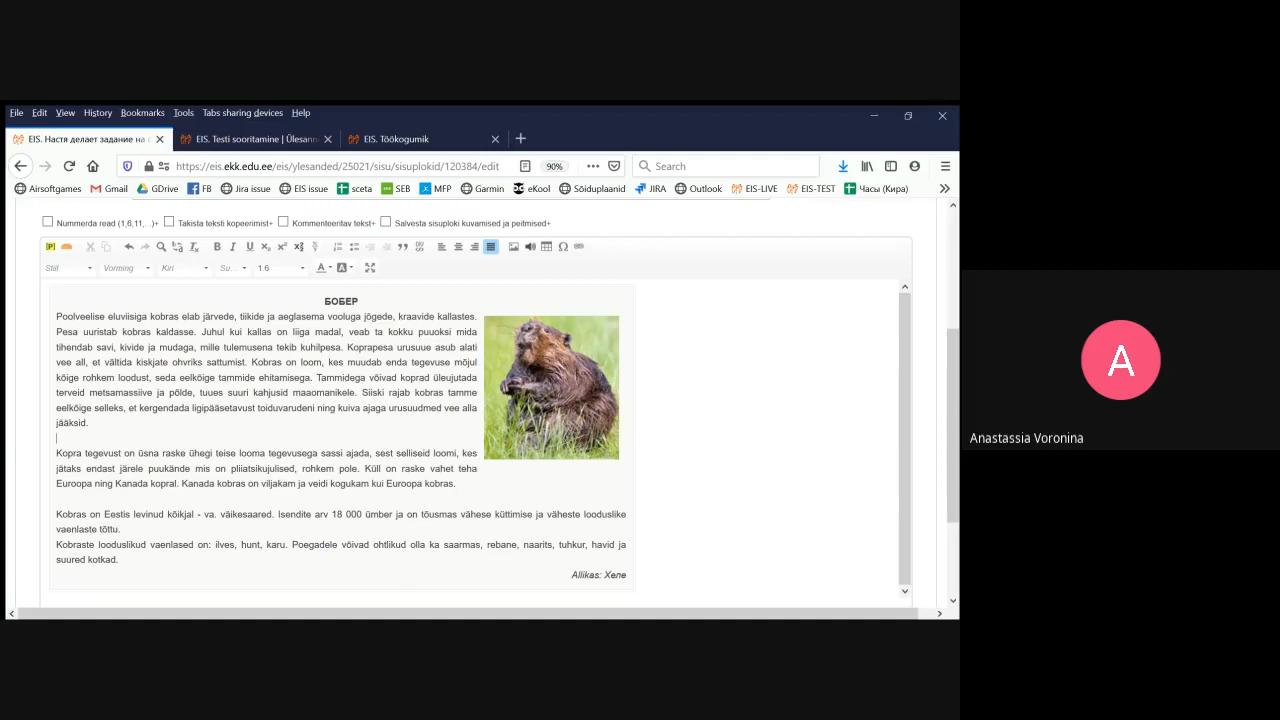 File Edit View History Bookmarks Tools Tabs sharing devices Help
EIS. Настя делает задание на
EIS. Testi sooritamine | Ülesann
EIS. Töökogumik
https://eis.ekk.edu.ee/eis/ylesanded/25021/sisu/sisuplokid/120384/edit
90%
Search
Airsoftgames Gmail GDrive FB Jira issue EIS issue sceta SEB MFP Garmin eKool Sõiduplaanid JIRA Outlook EIS-LIVE EIS-TEST Часы (Кира)
Nummerda read (1,6,11,...)+ Takista teksti kopeerimist+ Kommenteeritav tekst+ Salvesta sisuploki kuvamised ja peitmised+
Stiil Vorming Kiri Su... 1.6
БОБЕР
Poolveelise eluviisiga kobras elab järvede, tiikide ja aeglasema vooluga jõgede, kraavide kallastes.
Pesa uuristab kobras kaldasse. Juhul kui kallas on liiga madal, veab ta kokku puuoksi mida
tihendab savi, kivide ja mudaga, mille tulemusena tekib kuhilpesa. Koprapesa urusuue asub alati
vee all, et vältida kiskjate ohvriks sattumist. Kobras on loom, kes muudab enda tegevuse mõjul
kõige rohkem loodust, seda eelkõige tammide ehitamisega. Tammidega võivad koprad üleujutada
terveid metsamassiive ja põlde, tuues suuri kahjusid maaomanikele. Siiski rajab kobras tamme
eelkõige selleks, et kergendada ligipääsetavust toiduvarudeni ning kuiva ajaga urusuudmed vee alla
jääksid.
Kopra tegevust on üsna raske ühegi teise looma tegevusega sassi ajada, sest selliseid loomi, kes
jätaks endast järele puukände mis on pliiatsikujulised, rohkem pole. Küll on raske vahet teha
Euroopa ning Kanada kopral. Kanada kobras on viljakam ja veidi kogukam kui Euroopa kobras.
Kobras on Eestis levinud kõikjal - va. väikesaared. Isendite arv 18 000 ümber ja on tõusmas vähese küttimise ja väheste looduslike
vaenlaste tõttu.
Kobraste looduslikud vaenlased on: ilves, hunt, karu. Poegadele võivad ohtlikud olla ka saarmas, rebane, naarits, tuhkur, havid ja
suured kotkad.
Allikas: Хеле
A
Anastassia Voronina